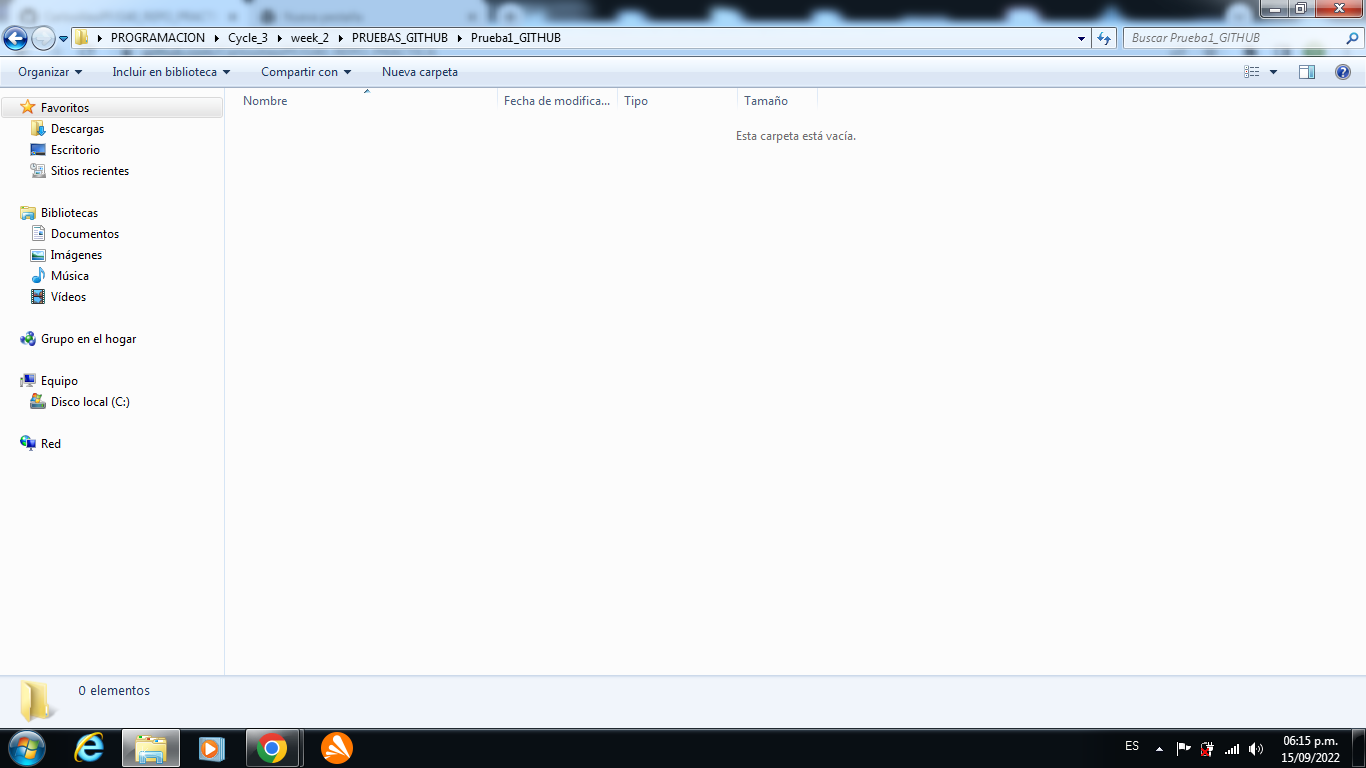 PROGRAMACION Cycle_3 week_2 PRUEBAS_GITHUB Prueba1_GITHUB
Buscar Prueba1_GITHUB
Organizar Incluir en biblioteca Compartir con Nueva carpeta
Favoritos
Descargas
Escritorio
Sitios recientes
Bibliotecas
Documentos
Imágenes
Música
Vídeos
Grupo en el hogar
Equipo
Disco local (C:)
Red
Nombre Fecha de modifica... Tipo Tamaño
Esta carpeta está vacía.
0 elementos
ES
06:15 p.m.
15/09/2022